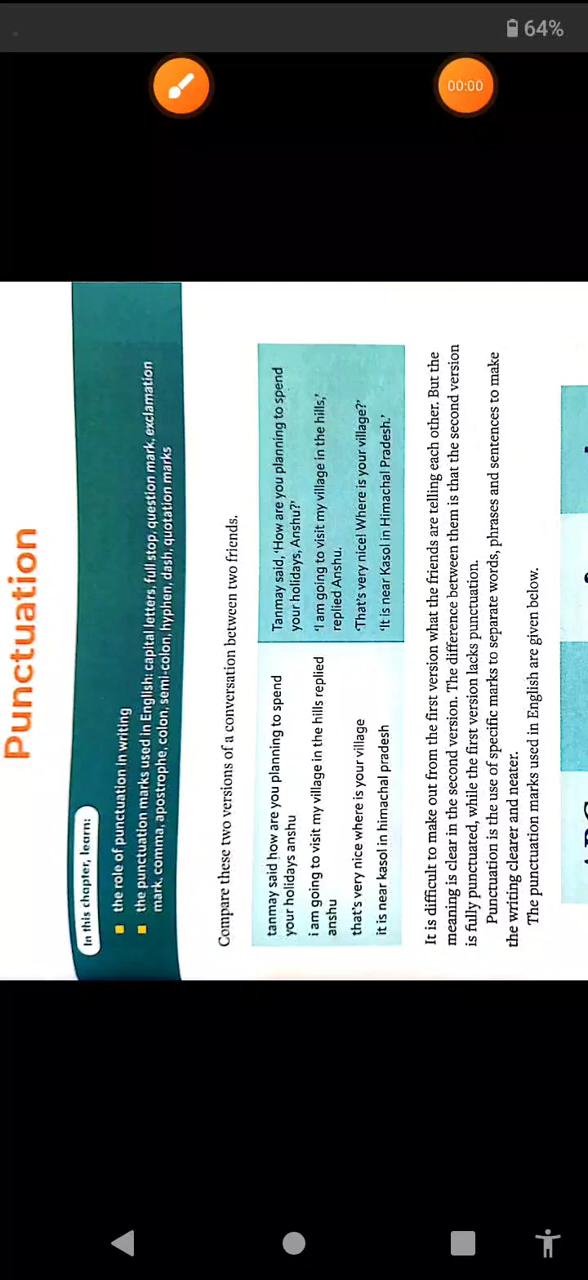 64%
00:00
Punctuation
In this chapter, learn:
the role of punctuation in writing
the punctuation marks used in English: capital letters, full stop, question mark, exclamation
mark, comma, apostrophe, colon, semi-colon, hyphen, dash, quotation marks
Compare these two versions of a conversation between two friends.
tanmay said how are you planning to spend
your holidays anshu
i am going to visit my village in the hills replied
anshu
that's very nice where is your village
it is near kasol in himachal pradesh
Tanmay said, 'How are you planning to spend
your holidays, Anshu?'
'I am going to visit my village in the hills,'
replied Anshu.
'That's very nice! Where is your village?'
'It is near Kasol in Himachal Pradesh.'
It is difficult to make out from the first version what the friends are telling each other. But the
meaning is clear in the second version. The difference between them is that the second version
is fully punctuated, while the first version lacks punctuation.
Punctuation is the use of specific marks to separate words, phrases and sentences to make
the writing clearer and neater.
The punctuation marks used in English are given below.